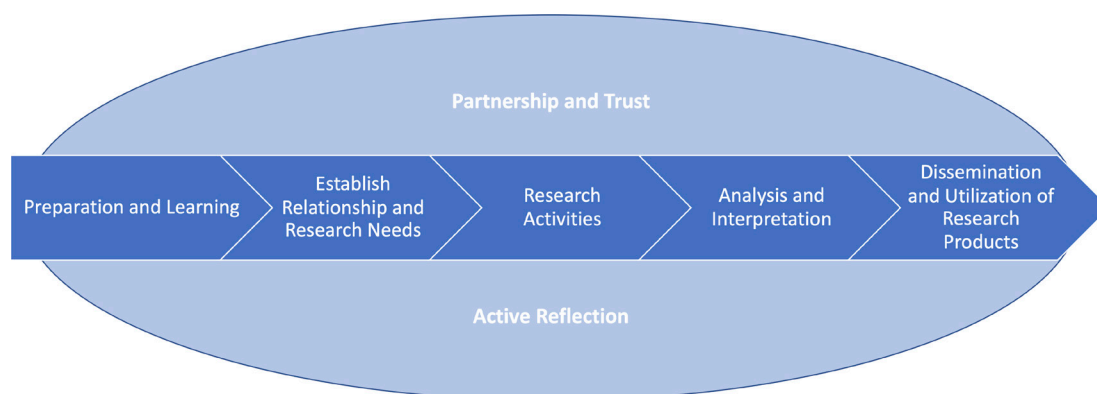 Partnership and Trust
Preparation and Learning
Establish
Relationship and
Research Needs
Research
Activities
Analysis and
Interpretation
Dissemination
and Utilization of
Research
Products
Active Reflection